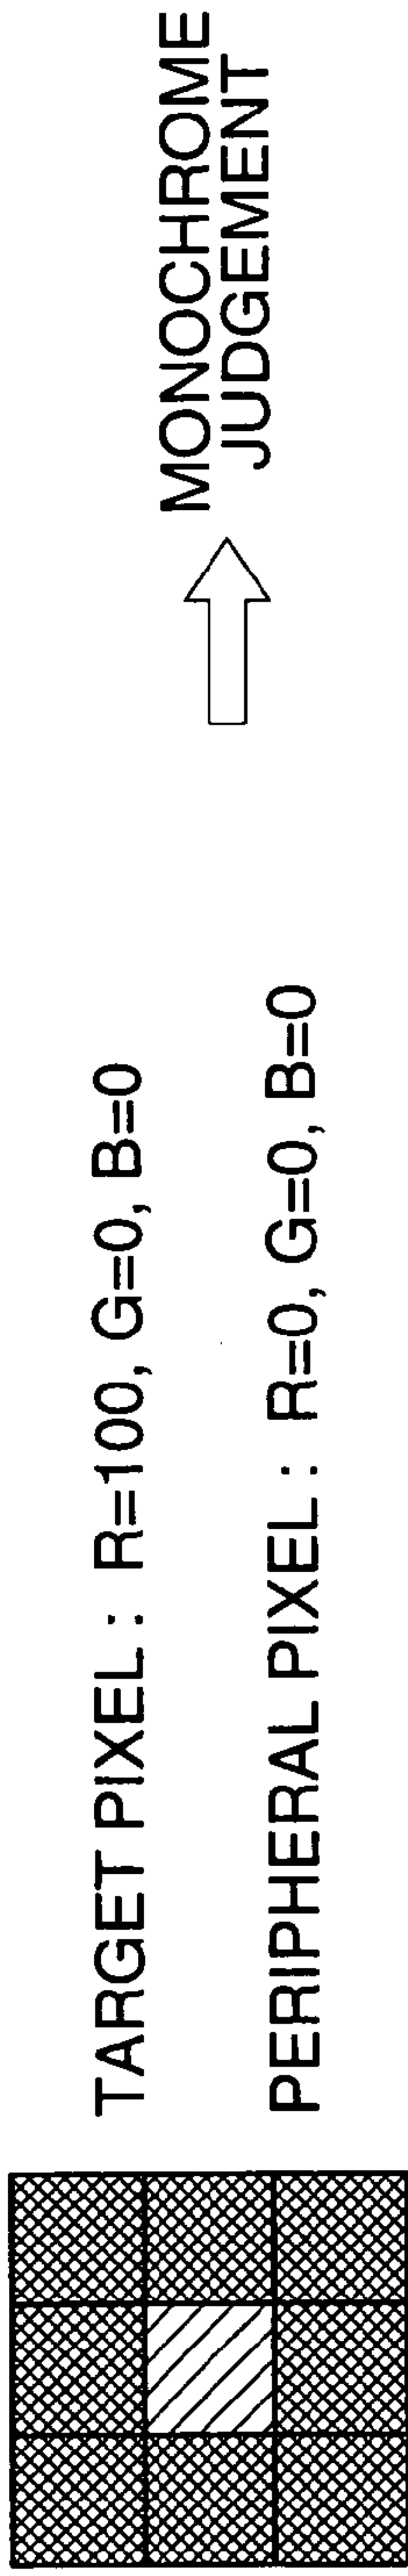 TARGET PIXEL : R=100, G=0, B=0
PERIPHERAL PIXEL : R=0, G=0, B=0
MONOCHROME
JUDGEMENT